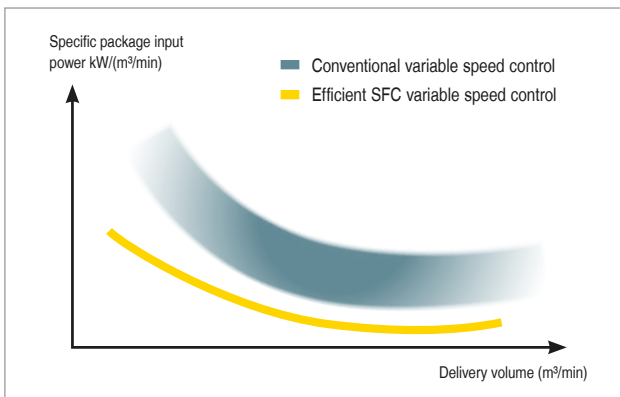 Specific package input
power kW/(m³/min)
Conventional variable speed control
Efficient SFC variable speed control
Delivery volume (m³/min)